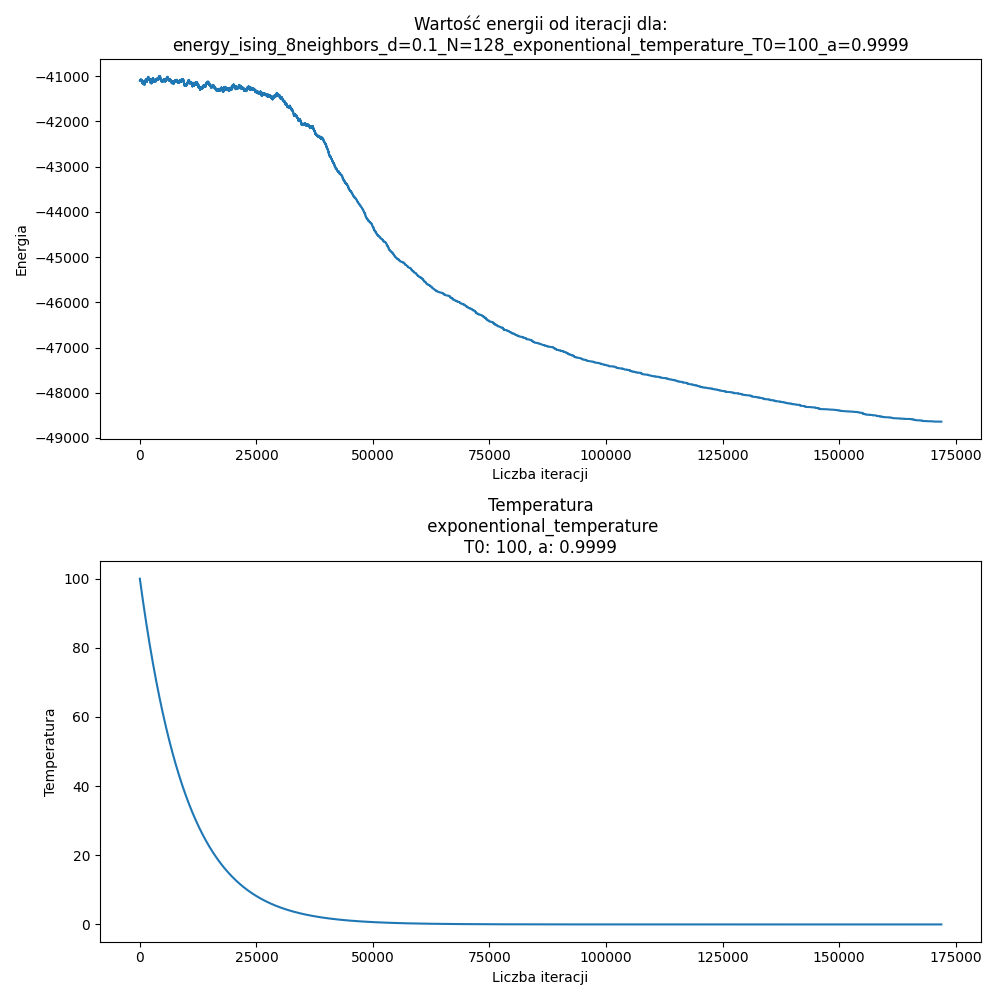 Wartość energii od iteracji dla:
energy_ising_8neighbors_d=0.1_N=128_exponentional_temperature_T0=100_a=0.9999
−41000
−42000
−43000
−44000
−45000
−46000
−47000
−48000
−49000
Energia
0 25000 50000 75000 100000 125000 150000 175000
Liczba iteracji
Temperatura
exponentional_temperature
T0: 100, a: 0.9999
100
80
60
40
20
0
Temperatura
0 25000 50000 75000 100000 125000 150000 175000
Liczba iteracji